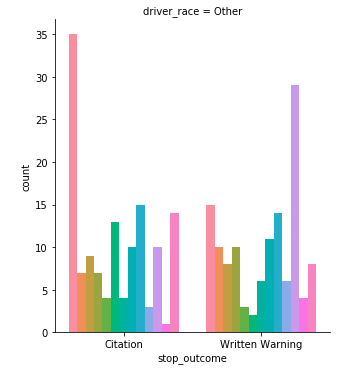 driver_race = Other
35
30
25
20
15
10
5
0
count
Citation
Written Warning
stop_outcome